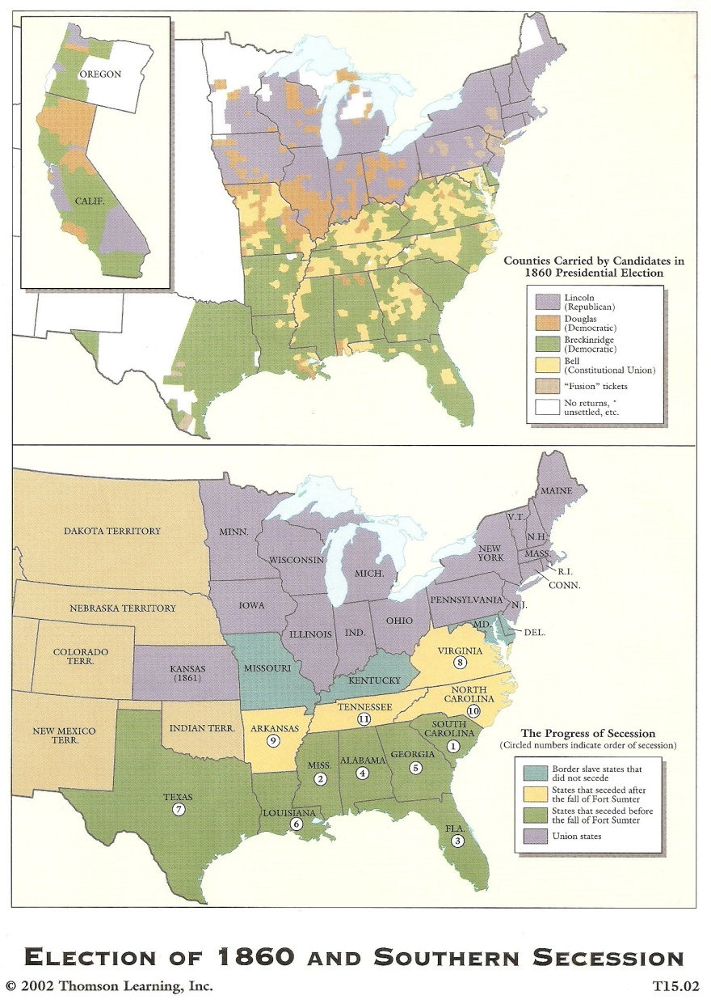 OREGON
CALIF.
Counties Carried by Candidates in
1860 Presidential Election
Lincoln
(Republican)
Douglas
(Democratic)
Breckinridge
(Democratic)
Bell
(Constitutional Union)
"Fusion" tickets
No returns,
unsettled, etc.
DAKOTA TERRITORY
NEBRASKA TERRITORY
COLORADO
TERR.
NEW MEXICO
TERR.
KANSAS
(1861)
INDIAN TERR.
TEXAS
7
MINN.
WISCONSIN
MICH.
IOWA
ILLINOIS
IND.
OHIO
MISSOURI
KENTUCKY
PENNSYLVANIA
NEW
YORK
V.T.
N.H.
MAINE
MASS.
R.I.
CONN.
N.J.
MD.
DEL.
VIRGINIA
8
NORTH
CAROLINA
10
TENNESSEE
11
ARKANSAS
9
SOUTH
CAROLINA
1
MISS.
2
ALABAMA
4
GEORGIA
5
LOUISIANA
6
FLA.
3
The Progress of Secession
(Circled numbers indicate order of secession)
Border slave states that
did not secede
States that seceded after
the fall of Fort Sumter
States that seceded before
the fall of Fort Sumter
Union states
ELECTION OF 1860 AND SOUTHERN SECESSION
© 2002 Thomson Learning, Inc.
T15.02